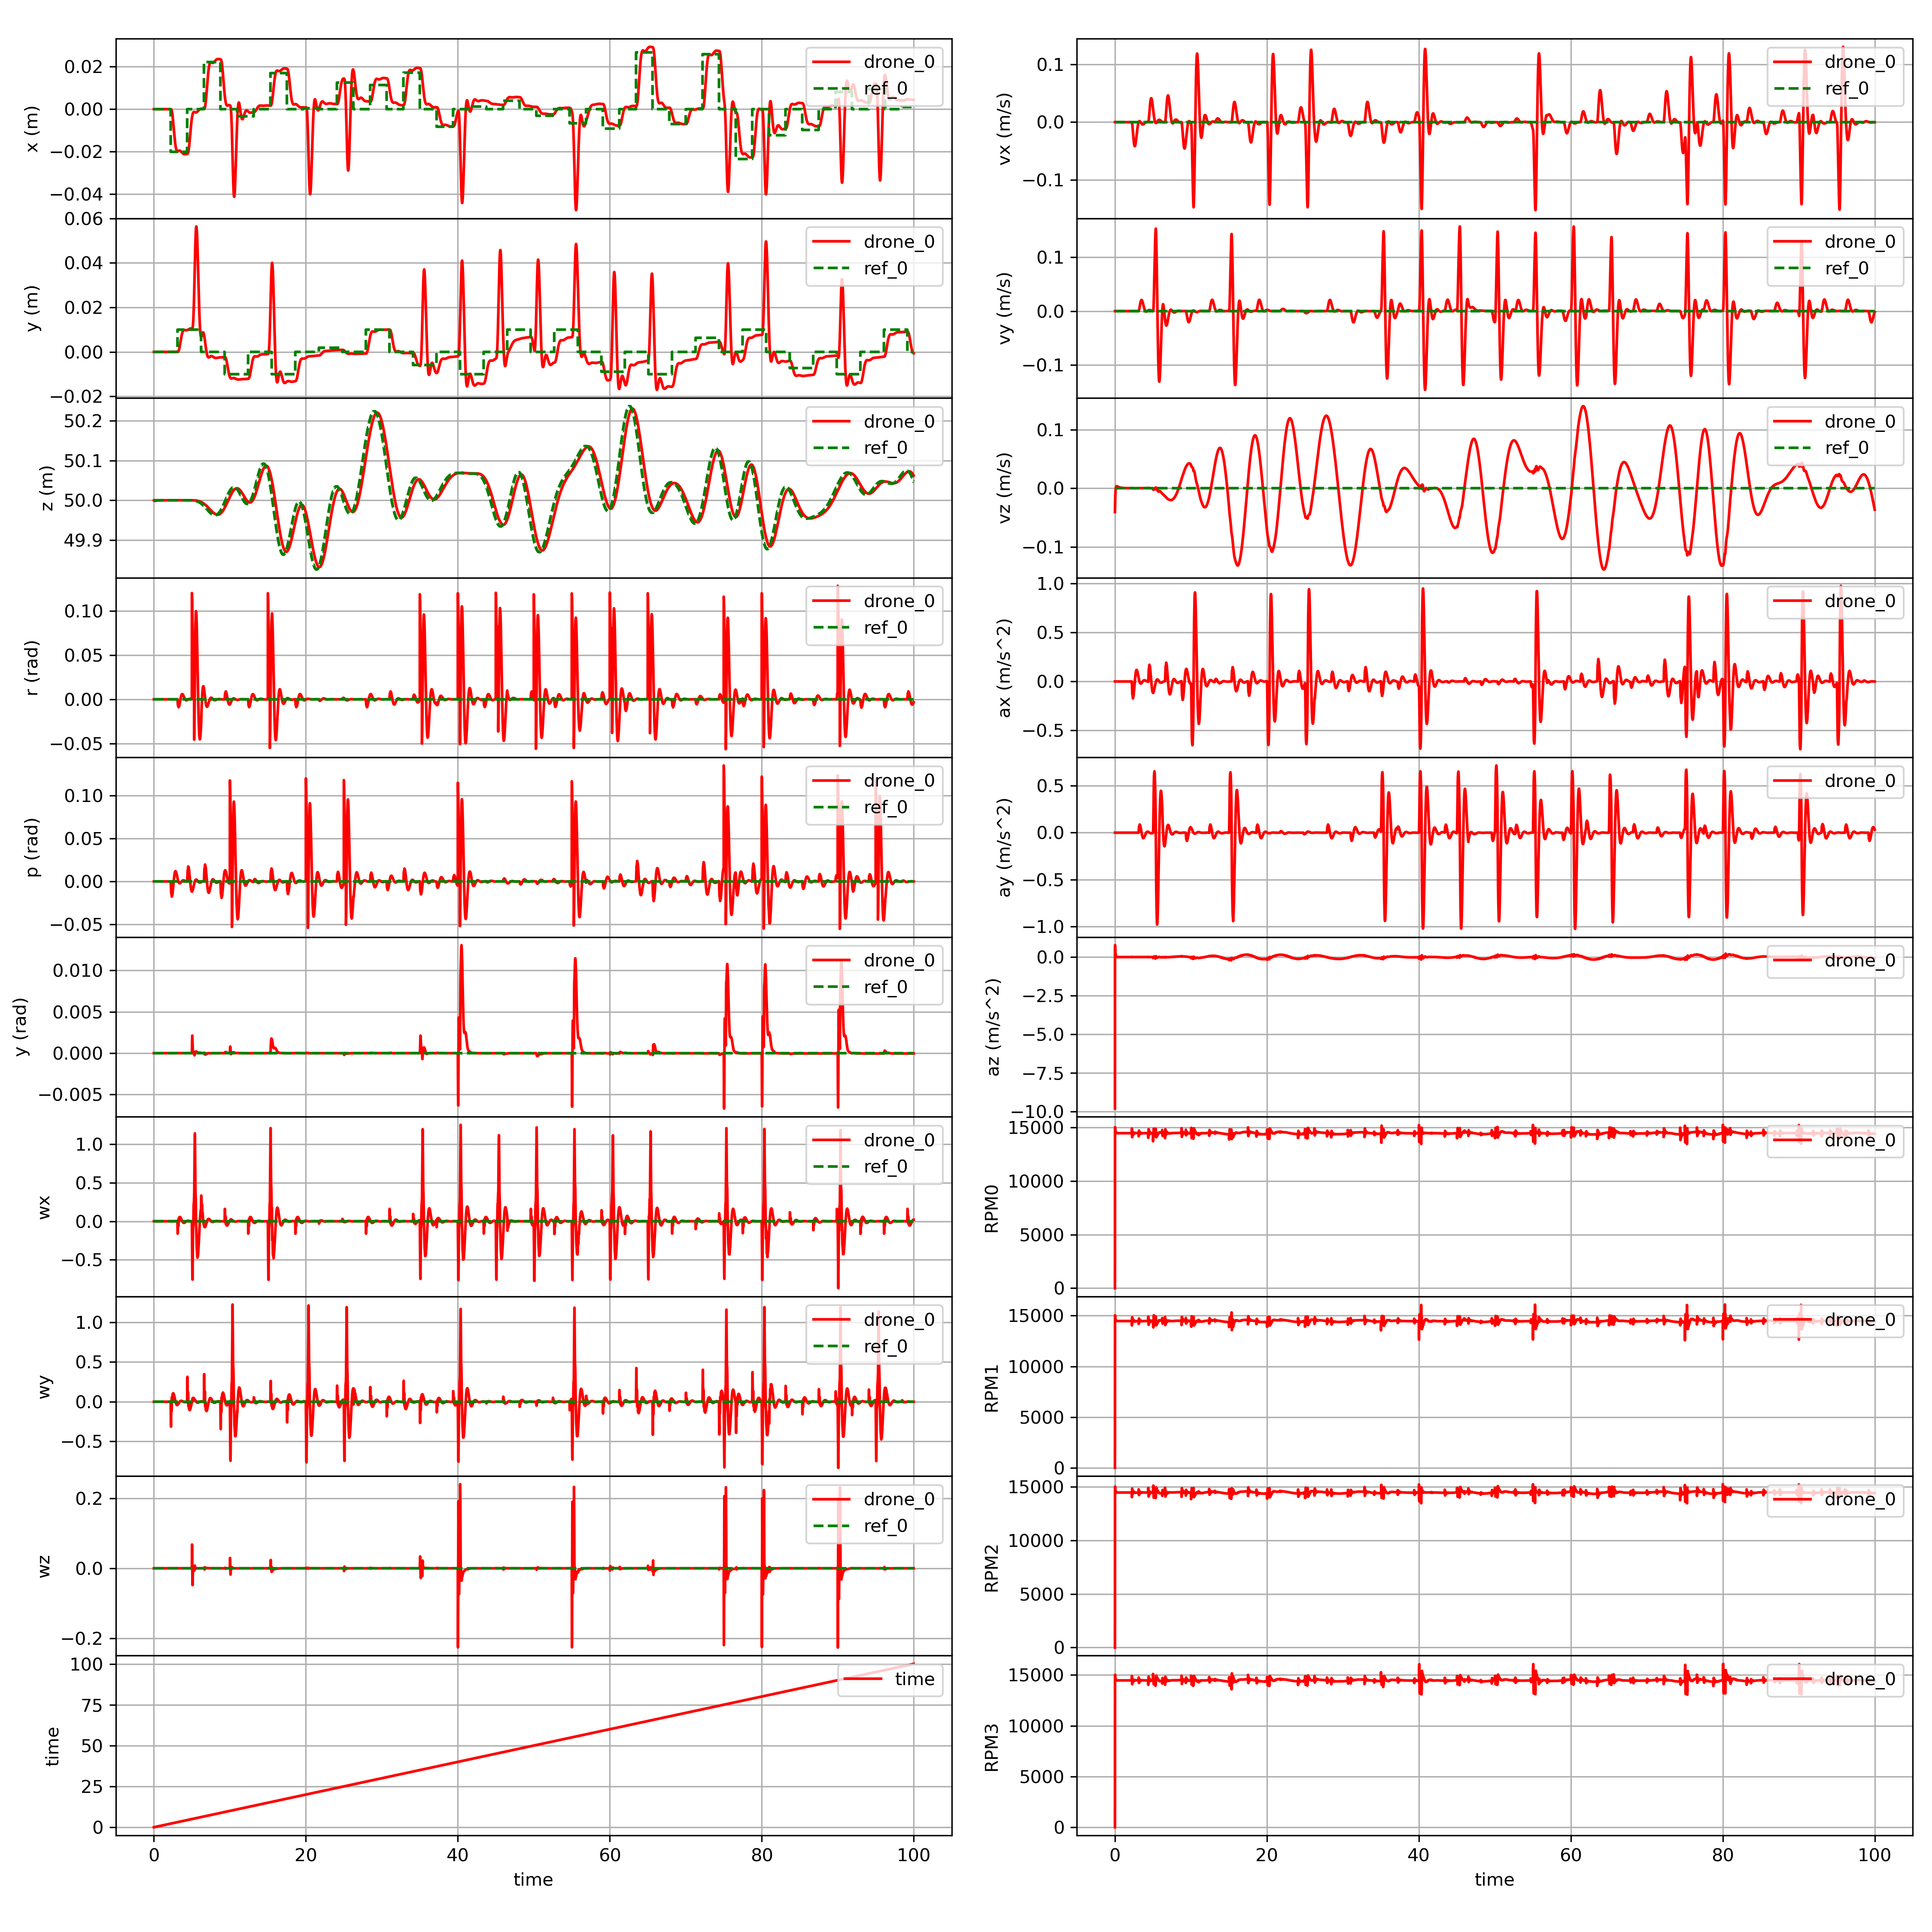 x (m)
0.02
0.00
−0.02
−0.04
drone_0
ref_0
y (m)
0.06
0.04
0.02
0.00
−0.02
drone_0
ref_0
z (m)
50.2
50.1
50.0
49.9
drone_0
ref_0
r (rad)
0.10
0.05
0.00
−0.05
drone_0
ref_0
p (rad)
0.10
0.05
0.00
−0.05
drone_0
ref_0
y (rad)
0.010
0.005
0.000
−0.005
drone_0
ref_0
wx
1.0
0.5
0.0
−0.5
drone_0
ref_0
wy
1.0
0.5
0.0
−0.5
drone_0
ref_0
wz
0.2
0.0
−0.2
drone_0
ref_0
time
100
75
50
25
0
time
0 20 40 60 80 100
time
vx (m/s)
0.1
0.0
−0.1
drone_0
ref_0
vy (m/s)
0.1
0.0
−0.1
drone_0
ref_0
vz (m/s)
0.1
0.0
−0.1
drone_0
ref_0
ax (m/s^2)
1.0
0.5
0.0
−0.5
drone_0
ay (m/s^2)
0.5
0.0
−0.5
−1.0
drone_0
az (m/s^2)
0.0
−2.5
−5.0
−7.5
−10.0
drone_0
RPM0
15000
10000
5000
0
drone_0
RPM1
15000
10000
5000
0
drone_0
RPM2
15000
10000
5000
0
drone_0
RPM3
15000
10000
5000
0
drone_0
0 20 40 60 80 100
time